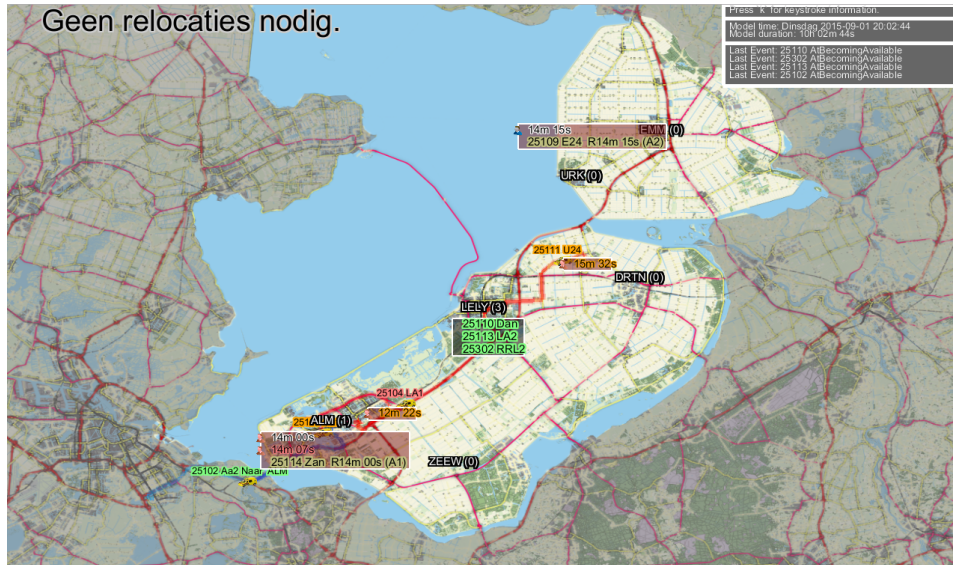 Geen relocaties nodig.
Press 'k' for keystroke information.
Model time: Dinsdag 2015-09-01 20:02:44
Model duration: 10h 02m 44s
Last Event: 25110 AtBecomingAvailable
Last Event: 25302 AtBecomingAvailable
Last Event: 25113 AtBecomingAvailable
Last Event: 25102 AtBecomingAvailable
14m 15s
EMM (0)
25109 E24 R14m 15s (A2)
URK (0)
25111 U24
15m 32s
DRTN (0)
LELY (3)
25110 Dan
25113 LA2
25302 RRL2
25104 LA1
12m 22s
ALM (1)
14m 00s
14m 07s
25114 Zan R14m 00s (A1)
ZEEW (0)
25102 Aa2 Naar ALM